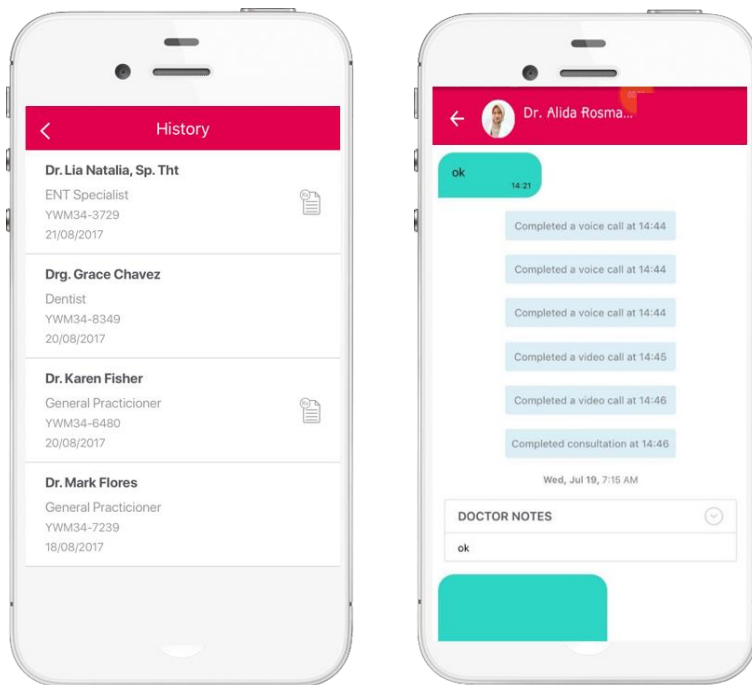 History
Dr. Lia Natalia, Sp. Tht
ENT Specialist
YWM34-3729
21/08/2017
Drg. Grace Chavez
Dentist
YWM34-8349
20/08/2017
Dr. Karen Fisher
General Practicioner
YWM34-6480
20/08/2017
Dr. Mark Flores
General Practicioner
YWM34-7239
18/08/2017
Dr. Alida Rosma...
ok
14:21
Completed a voice call at 14:44
Completed a voice call at 14:44
Completed a voice call at 14:44
Completed a video call at 14:45
Completed a video call at 14:46
Completed consultation at 14:46
Wed, Jul 19, 7:15 AM
DOCTOR NOTES
ok